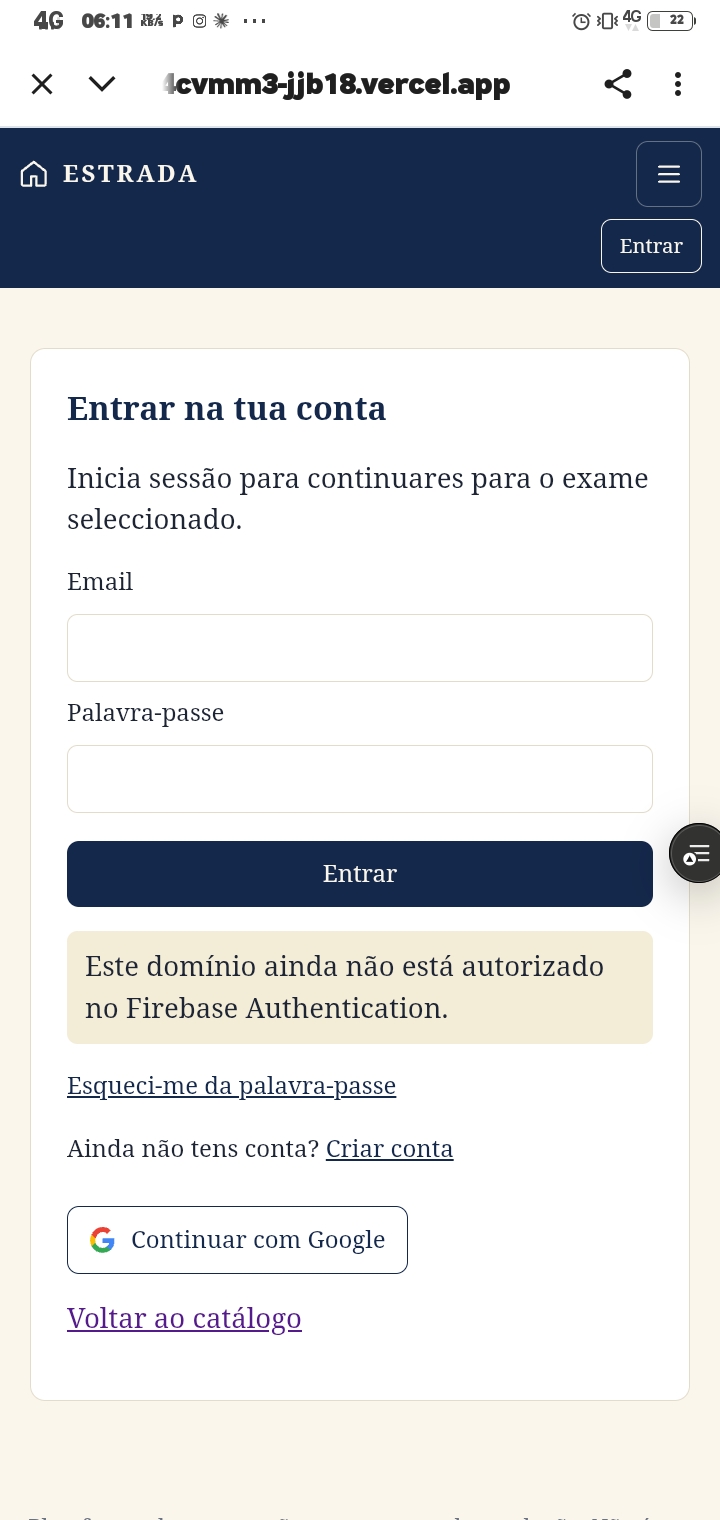 4G 06:11 KB/s P
4G 22
4cvmm3-jjb18.vercel.app
ESTRADA
Entrar
Entrar na tua conta
Inicia sessão para continuares para o exame
seleccionado.
Email
Palavra-passe
Entrar
Este domínio ainda não está autorizado
no Firebase Authentication.
Esqueci-me da palavra-passe
Ainda não tens conta? Criar conta
Continuar com Google
Voltar ao catálogo